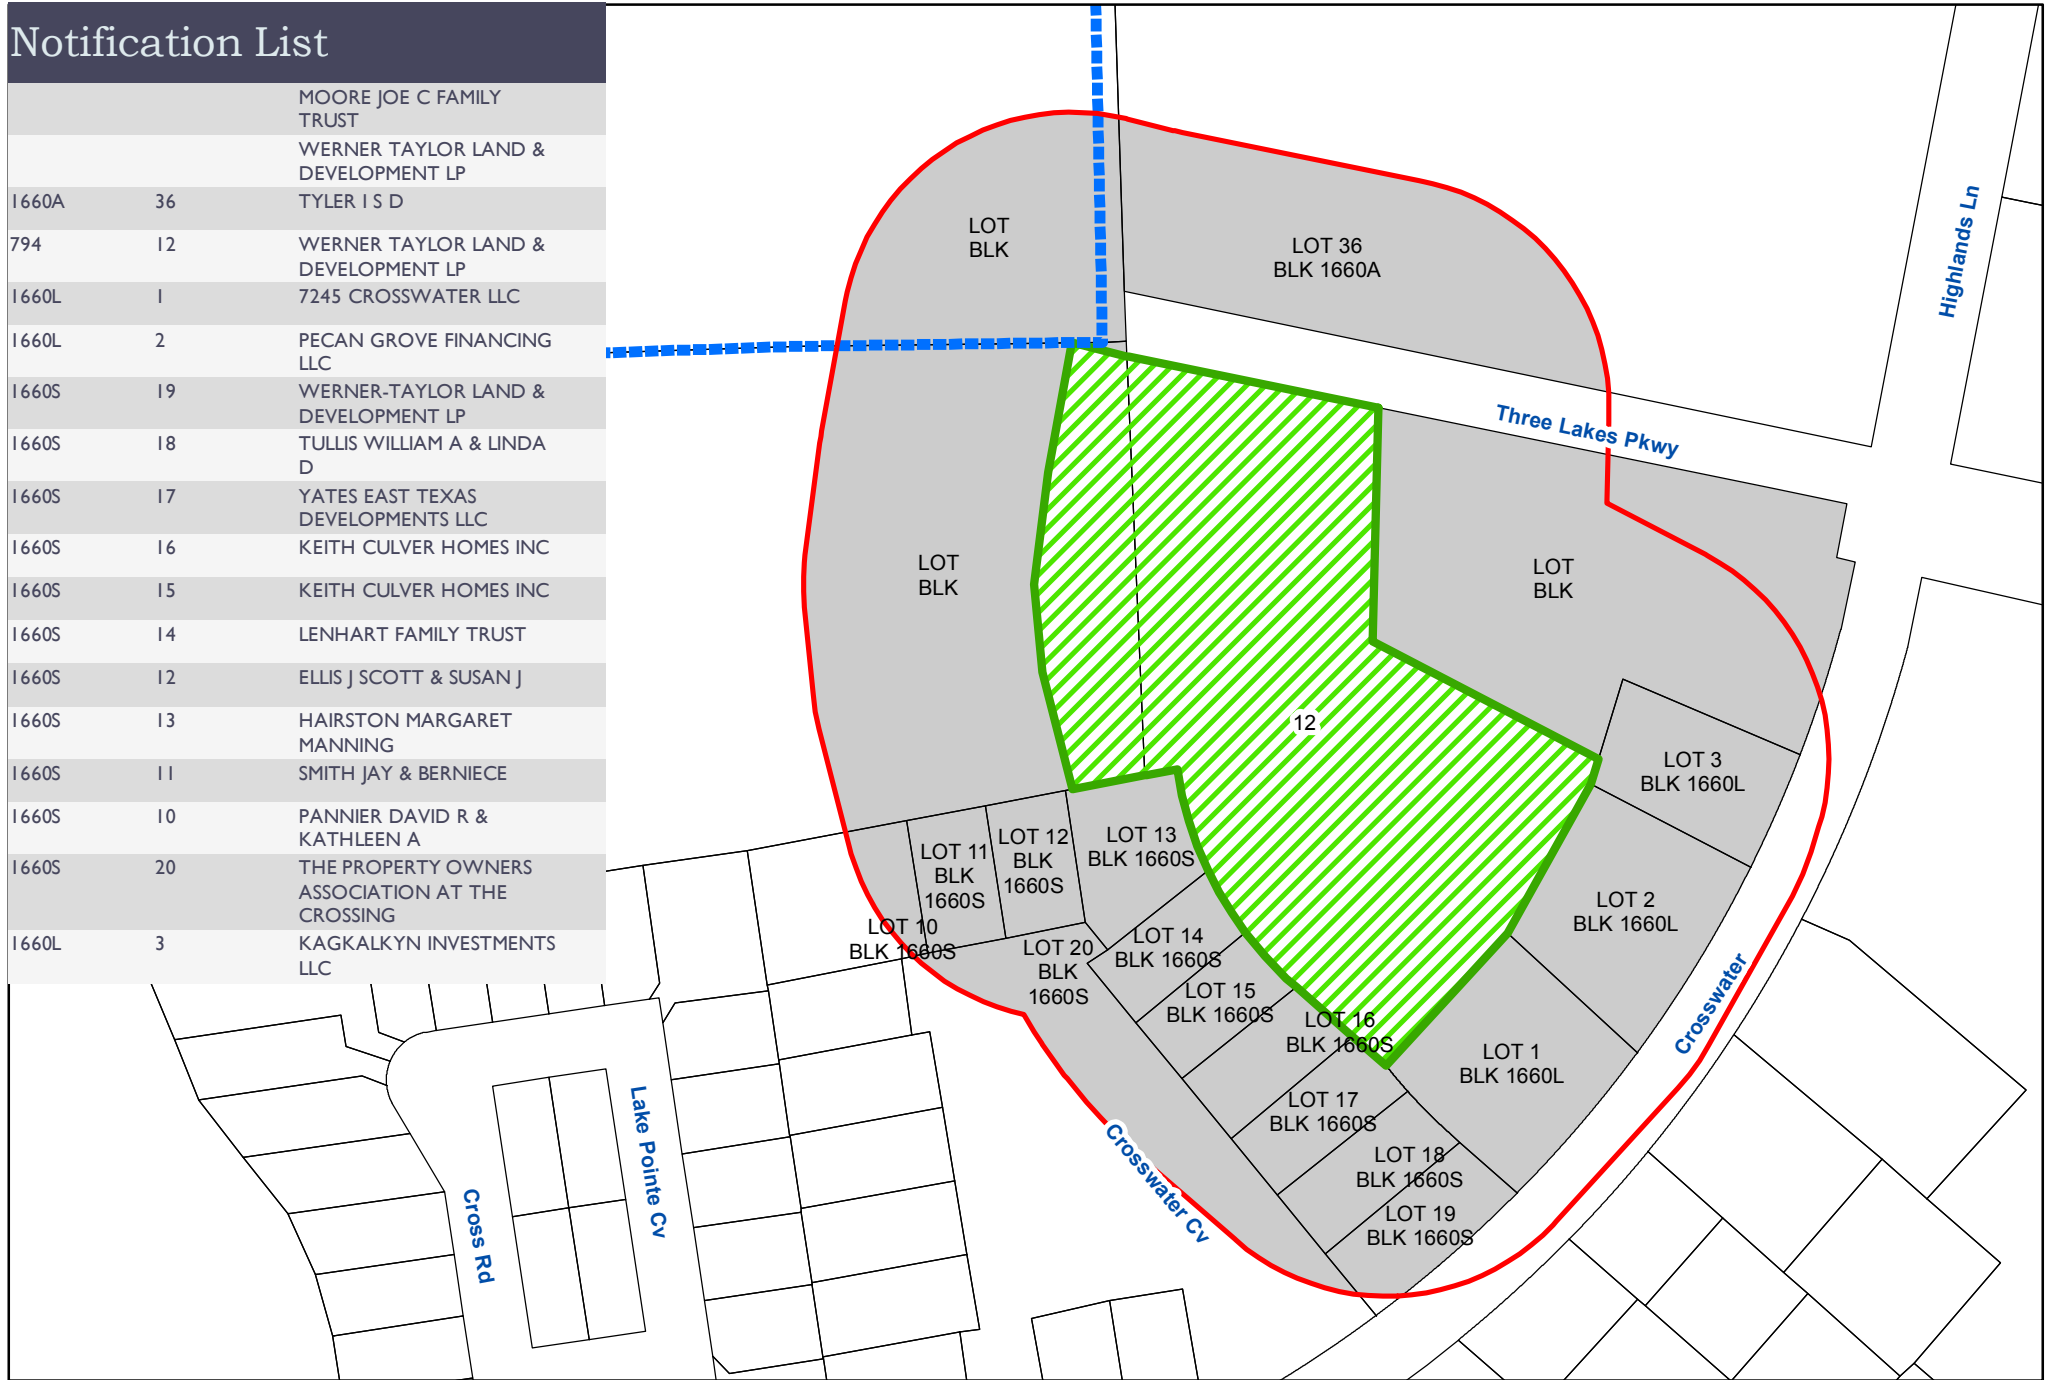 Notification List
MOORE JOE C FAMILY
TRUST
WERNER TAYLOR LAND &
DEVELOPMENT LP
1660A 36 TYLER I S D
794 12 WERNER TAYLOR LAND &
DEVELOPMENT LP
1660L 1 7245 CROSSWATER LLC
1660L 2 PECAN GROVE FINANCING
LLC
1660S 19 WERNER-TAYLOR LAND &
DEVELOPMENT LP
1660S 18 TULLIS WILLIAM A & LINDA
D
1660S 17 YATES EAST TEXAS
DEVELOPMENTS LLC
1660S 16 KEITH CULVER HOMES INC
1660S 15 KEITH CULVER HOMES INC
1660S 14 LENHART FAMILY TRUST
1660S 12 ELLIS J SCOTT & SUSAN J
1660S 13 HAIRSTON MARGARET
MANNING
1660S 11 SMITH JAY & BERNIECE
1660S 10 PANNIER DAVID R &
KATHLEEN A
1660S 20 THE PROPERTY OWNERS
ASSOCIATION AT THE
CROSSING
1660L 3 KAGKALKYN INVESTMENTS
LLC
LOT
BLK
LOT 36
BLK 1660A
Highlands Ln
Three Lakes Pkwy
LOT
BLK
LOT
BLK
12
LOT 3
BLK 1660L
LOT 13
BLK 1660S
LOT 12
BLK
1660S
LOT 11
BLK
1660S
LOT 10
BLK 1660S
LOT 20
BLK
1660S
LOT 14
BLK 1660S
LOT 2
BLK 1660L
LOT 15
BLK 1660S
LOT 16
BLK 1660S
LOT 1
BLK 1660L
Crosswater
LOT 17
BLK 1660S
LOT 18
BLK 1660S
LOT 19
BLK 1660S
Crosswater Cv
Lake Pointe Cv
Cross Rd